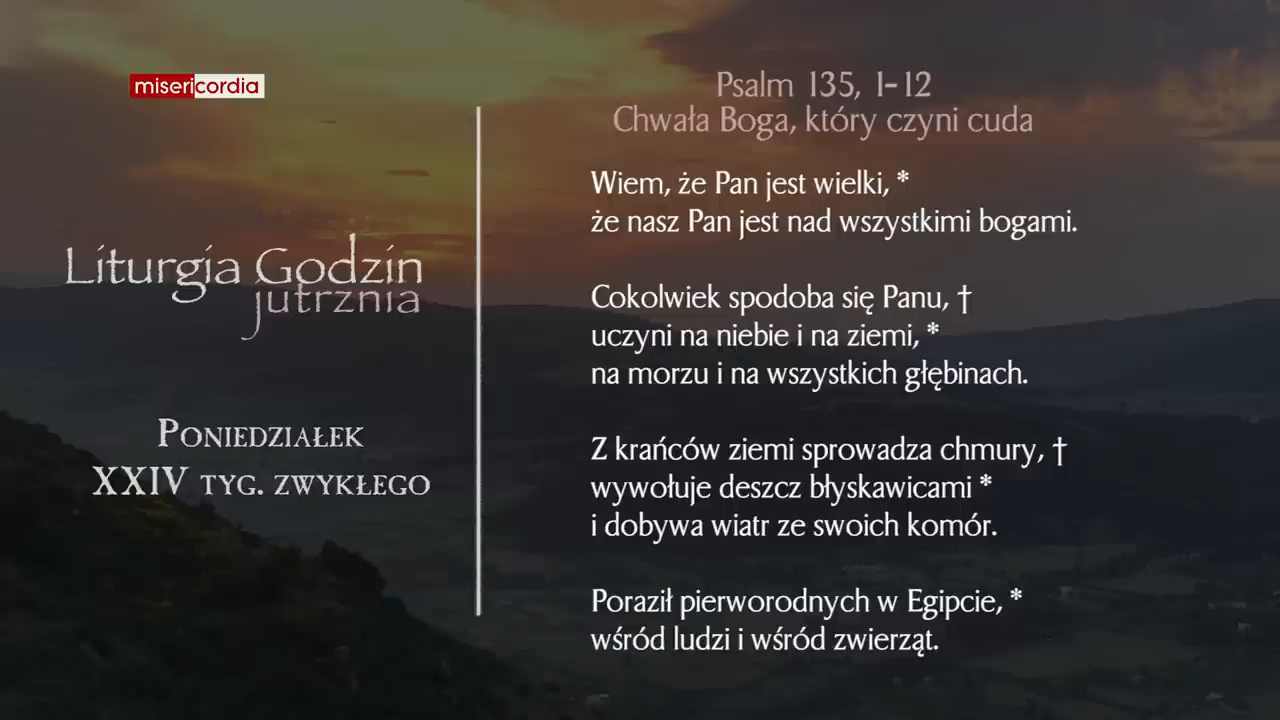 misericordia
Liturgia Godzin
jutrznia
Poniedziałek
XXIV tyg. zwykłego
Psalm 135, 1-12
Chwała Boga, który czyni cuda
Wiem, że Pan jest wielki, *
że nasz Pan jest nad wszystkimi bogami.
Cokolwiek spodoba się Panu, †
uczyni na niebie i na ziemi, *
na morzu i na wszystkich głębinach.
Z krańców ziemi sprowadza chmury, †
wywołuje deszcz błyskawicami *
i dobywa wiatr ze swoich komór.
Poraził pierworodnych w Egipcie, *
wśród ludzi i wśród zwierząt.